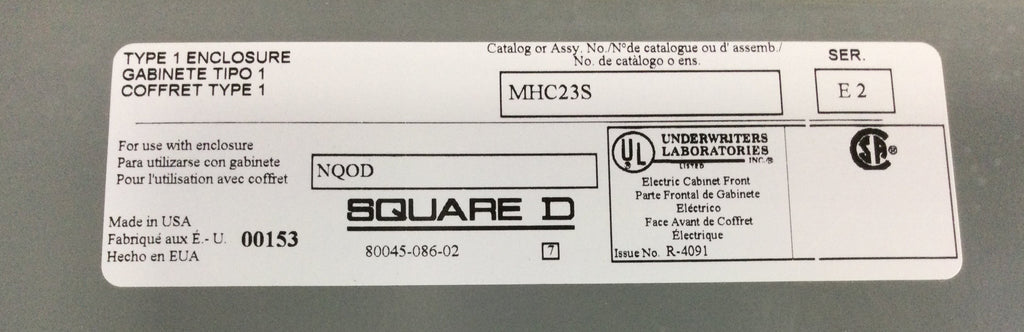 TYPE 1 ENCLOSURE
GABINETE TIPO 1
COFFRET TYPE 1
Catalog or Assy. No./N°de catalogue ou d' assemb./
No. de catàlogo o ens.
MHC23S
SER.
E 2
For use with enclosure
Para utilizarse con gabinete
Pour l'utilisation avec coffret
NQOD
Made in USA
Fabriqué aux É.- U. 00153
Hecho en EUA
SQUARE D
80045-086-02 7
UL UNDERWRITERS
LABORATORIES
INC.®
LISTED
Electric Cabinet Front
Parte Frontal de Gabinete
Eléctrico
Face Avant de Coffret
Électrique
Issue No. R-4091
SA®